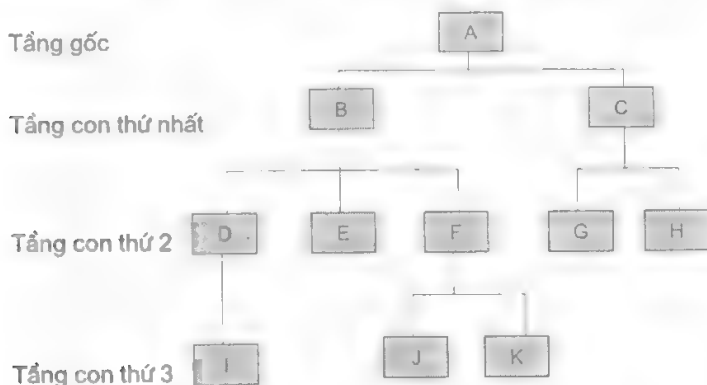 A
Tầng gốc
B
C
Tầng con thứ nhất
D
E
F
G
H
Tầng con thứ 2
I
J
K
Tầng con thứ 3